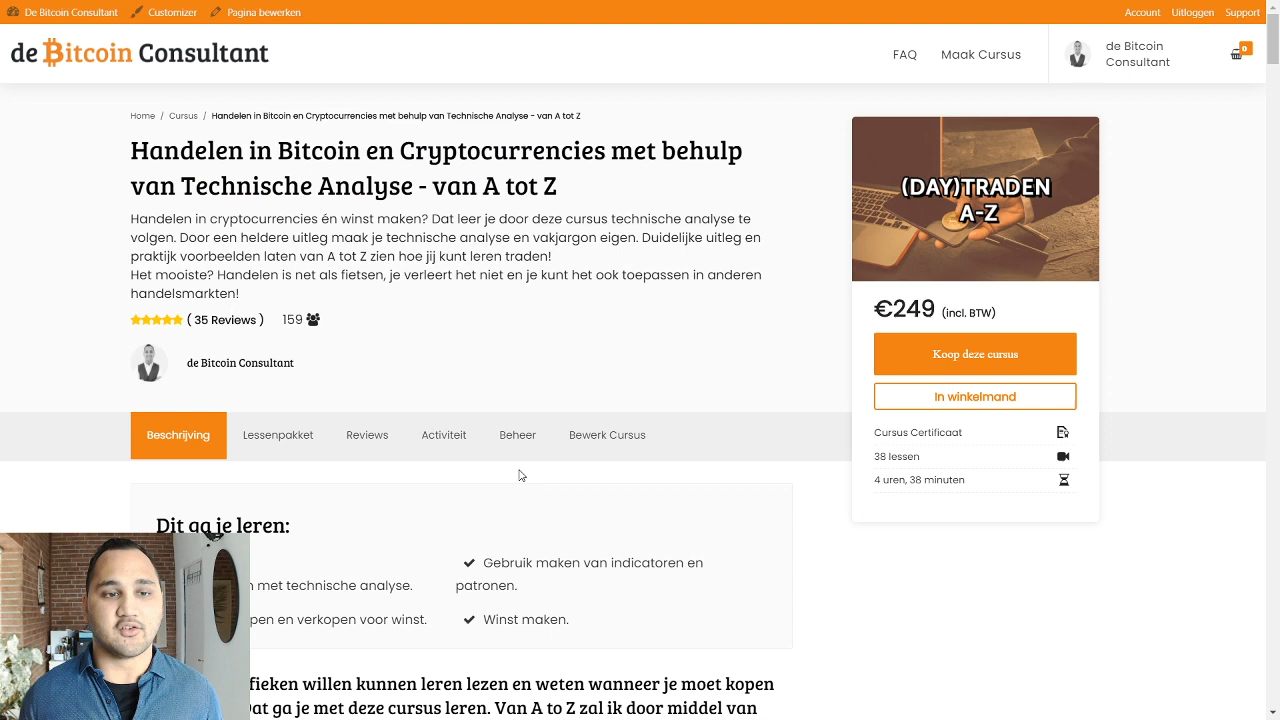 De Bitcoin Consultant Customizer Pagina bewerken Account Uitloggen Support
de Bitcoin Consultant FAQ Maak Cursus de Bitcoin Consultant 0
Home / Cursus / Handelen in Bitcoin en Cryptocurrencies met behulp van Technische Analyse - van A tot Z
Handelen in Bitcoin en Cryptocurrencies met behulp
van Technische Analyse - van A tot Z
Handelen in cryptocurrencies én winst maken? Dat leer je door deze cursus technische analyse te
volgen. Door een heldere uitleg maak je technische analyse en vakjargon eigen. Duidelijke uitleg en
praktijk voorbeelden laten van A tot Z zien hoe jij kunt leren traden!
Het mooiste? Handelen is net als fietsen, je verleert het niet en je kunt het ook toepassen in anderen
handelsmarkten!
( 35 Reviews ) 159
de Bitcoin Consultant
(DAY)TRADEN
A-Z
€249 (incl. BTW)
Koop deze cursus
In winkelmand
Cursus Certificaat
38 lessen
4 uren, 38 minuten
Beschrijving Lessenpakket Reviews Activiteit Beheer Bewerk Cursus
Dit ga je leren:
met technische analyse.
Gebruik maken van indicatoren en
patronen.
en verkopen voor winst.
Winst maken.
willen kunnen leren lezen en weten wanneer je moet kopen
ga je met deze cursus leren. Van A to Z zal ik door middel van